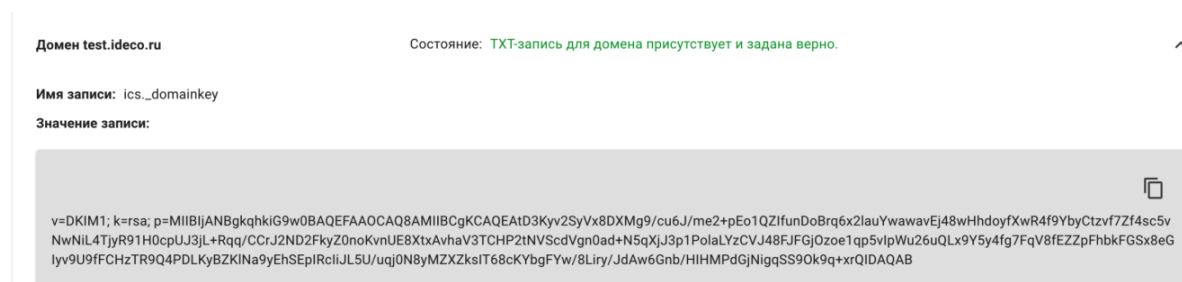 Домен test.ideco.ru Состояние: TXT-запись для домена присутствует и задана верно.
Имя записи: ics._domainkey
Значение записи:
v=DKIM1; k=rsa; p=MIIBIjANBgkqhkiG9w0BAQEFAAOCAQ8AMIIBCgKCAQEAtD3Kyv2SyVx8DXMg9/cu6J/me2+pEo1QZIfunDoBrq6x2lauYwawavEj48wHhdoyfXwR4f9YbyCtzvf7Zf4sc5v
NwNiL4TjyR91H0cpUJ3jL+Rqq/CCrJ2ND2FkyZ0noKvnUE8XtxAvhaV3TCHP2tNVScdVgn0ad+N5qXjJ3p1PolaLYzCVJ48FJFGjOzoe1qp5vIpWu26uQLx9Y5y4fg7FqV8fEZZpFhbkFGSx8eG
Iyv9U9fFCHzTR9Q4PDLKyBZKlNa9yEhSEpIRcIiJL5U/uqj0N8yMZXZksIT68cKYbgFYw/8Liry/JdAw6Gnb/HIHMPdGjNigqSS9Ok9q+xrQIDAQAB